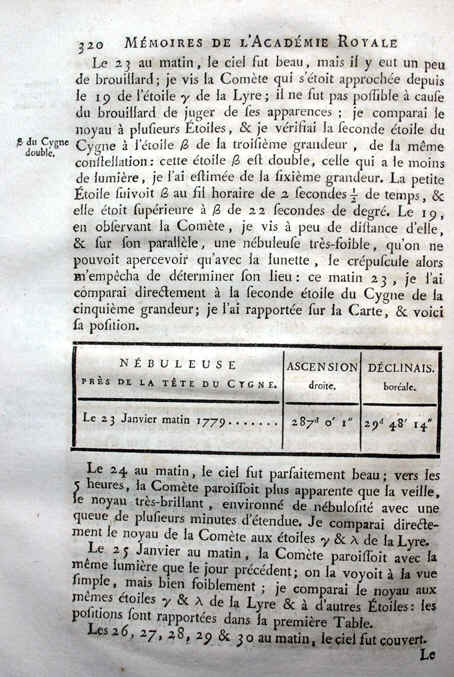 320 MÉMOIRES DE L'ACADÉMIE ROYALE
Le 23 au matin, le ciel fut beau, mais il y eut un peu
de brouillard; je vis la Comète qui s'étoit approchée depuis
le 19 de l'étoile γ de la Lyre; il ne fut pas possible à cause
du brouillard de juger de ses apparences; je comparai le
noyau à plusieurs Étoiles, & je vérifiai la seconde étoile du
Cygne à l'étoile ß de la troisième grandeur, de la même
constellation: cette étoile ß est double, celle qui a le moins
de lumière, je l'ai estimée de la sixième grandeur. La petite
Étoile suivoit ß au fil horaire de 2 secondes ½ de temps, &
elle étoit supérieure à ß de 22 secondes de degré. Le 19,
en observant la Comète, je vis à peu de distance d'elle,
& sur son parallèle, une nébuleuse très-foible, qu'on ne
pouvoit apercevoir qu'avec la lunette, le crépuscule alors
m'empêcha de déterminer son lieu: ce matin 23, je l'ai
comparai directement à la seconde étoile du Cygne de la
cinquième grandeur; je l'ai rapportée sur la Carte, & voici
sa position.
ß du Cygne
double.
NÉBULEUSE
PRÈS DE LA TÊTE DU CYGNE.
ASCENSION
droite.
DÉCLINAIS.
boréale.
Le 23 Janvier matin 1779....... 287d 0' 1" 29d 48' 14"
Le 24 au matin, le ciel fut parfaitement beau; vers les
5 heures, la Comète paroissoit plus apparente que la veille,
le noyau très-brillant, environné de nébulosité avec une
queue de plusieurs minutes d'étendue. Je comparai directe-
ment le noyau de la Comète aux étoiles γ & λ de la Lyre.
Le 25 Janvier au matin, la Comète paroissoit avec la
même lumière que le jour précédent; on la voyoit à la vue
simple, mais bien foiblement; je comparai le noyau aux
mêmes étoiles γ & λ de la Lyre & à d'autres Étoiles: les
positions sont rapportées dans la première Table.
Les 26, 27, 28, 29 & 30 au matin, le ciel fut couvert.
Le